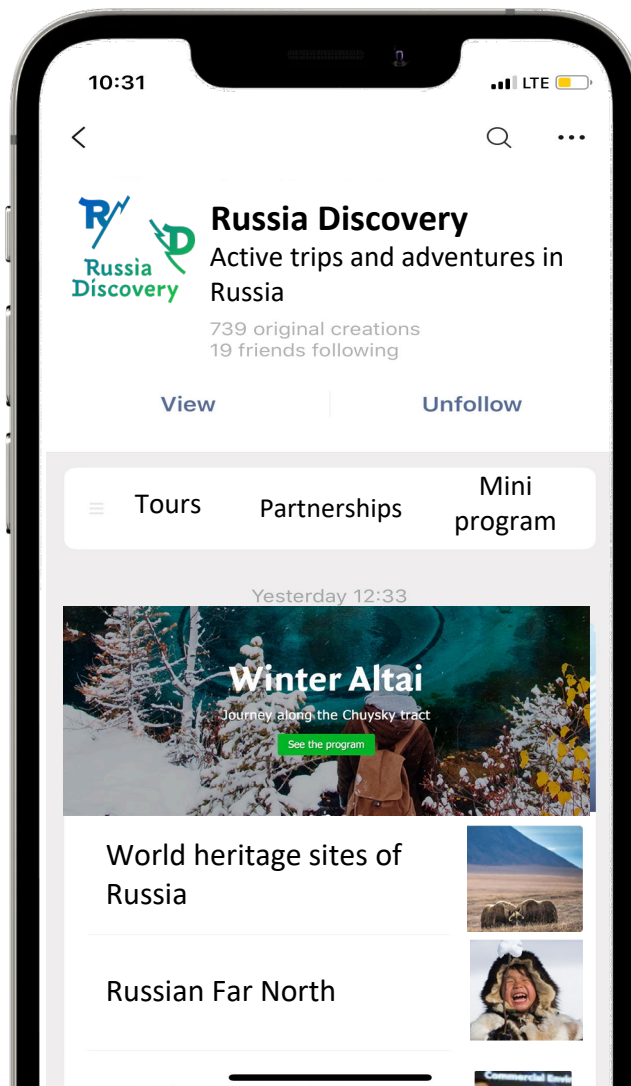 10:31
LTE
R
D
Russia
Discovery
Russia Discovery
Active trips and adventures in
Russia
739 original creations
19 friends following
View
Unfollow
Tours
Partnerships
Mini
program
Yesterday 12:33
Winter Altai
Journey along the Chuysky tract
See the program
World heritage sites of
Russia
Russian Far North
Commercial